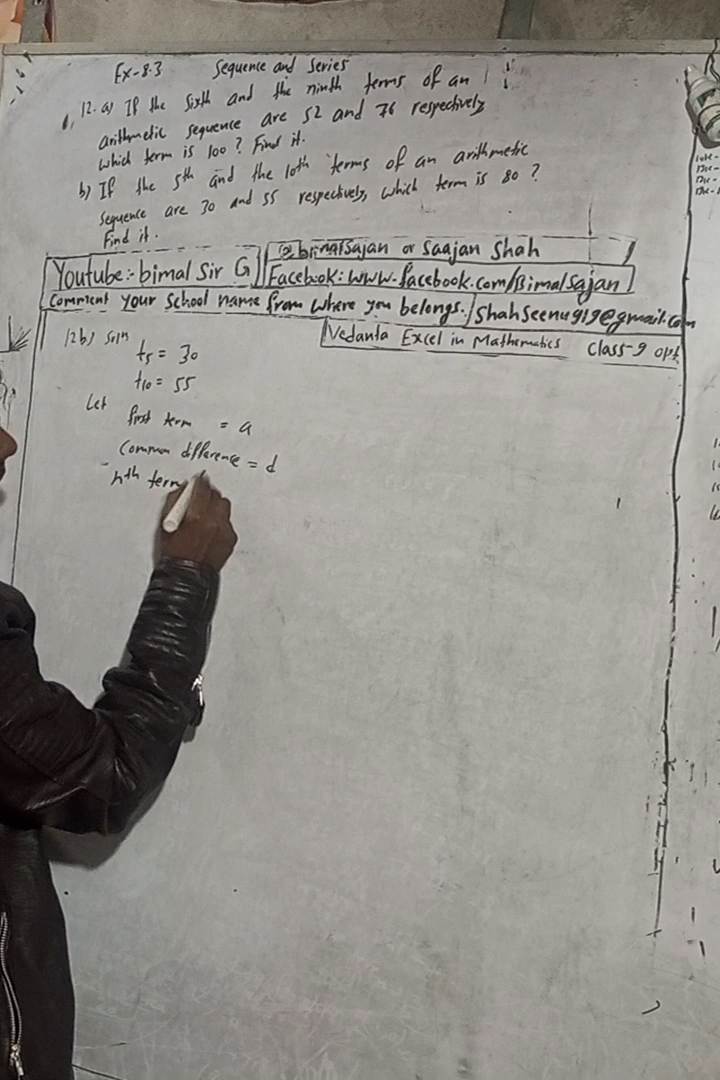 Ex-8.3 Sequence and Series
12. a) If the sixth and the ninth terms of an
arithmetic sequence are 52 and 76 respectively
which term is 100? Find it.
b) If the 5th and the 10th terms of an arithmetic
sequence are 30 and 55 respectively, which term is 80?
Find it.
@bimalsajan or Saajan Shah
Youtube:- bimal Sir G
Facebook: www.facebook.com/Bimalsajan
Comment your school name from where you belongs.
Shahseenu919@gmail.com
Vedanta Excel in Mathematics Class-9 opt
12b) Soln
t5 = 30
t10 = 55
Let
first term = a
Common difference = d
nth term